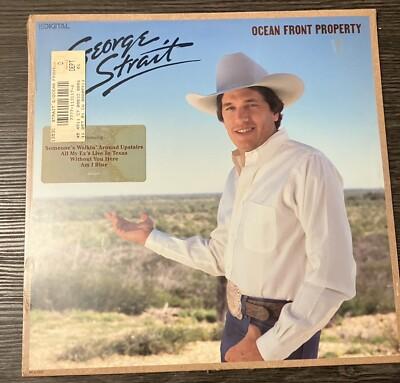 DIGITAL
OCEAN FRONT PROPERTY
George
Strait
DEPT
Someone's Walkin' Around Upstairs
All My Ex's Live In Texas
Without You Here
Am I Blue